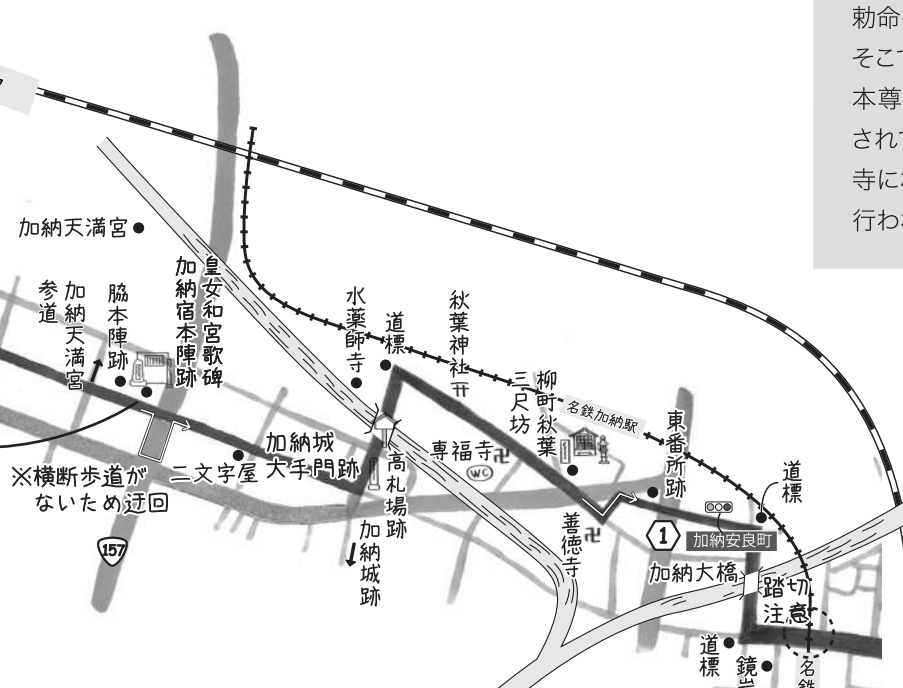 勅命
そこで
本尊
され
寺に
行われ
加納天満宮
皇女和宮歌碑
加納宿本陣跡
脇本陣跡
加納天満宮
参道
水薬師寺
道標
秋葉神社
柳町秋葉
三尺坊
名鉄加納駅
東番所跡
道標
専福寺
WC
加納城
大手門跡
二文字屋
※横断歩道が
ないため迂回
157
高札場跡
加納城跡
善徳寺
1
加納安良町
加納大橋
踏切
注意
道標
鏡岩
名鉄